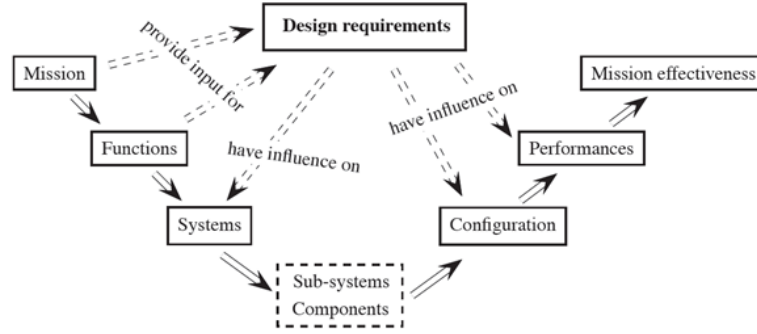 Design requirements
provide input for
Mission
Mission effectiveness
have influence on
Functions
have influence on
Performances
Systems
Configuration
Sub-systems
Components